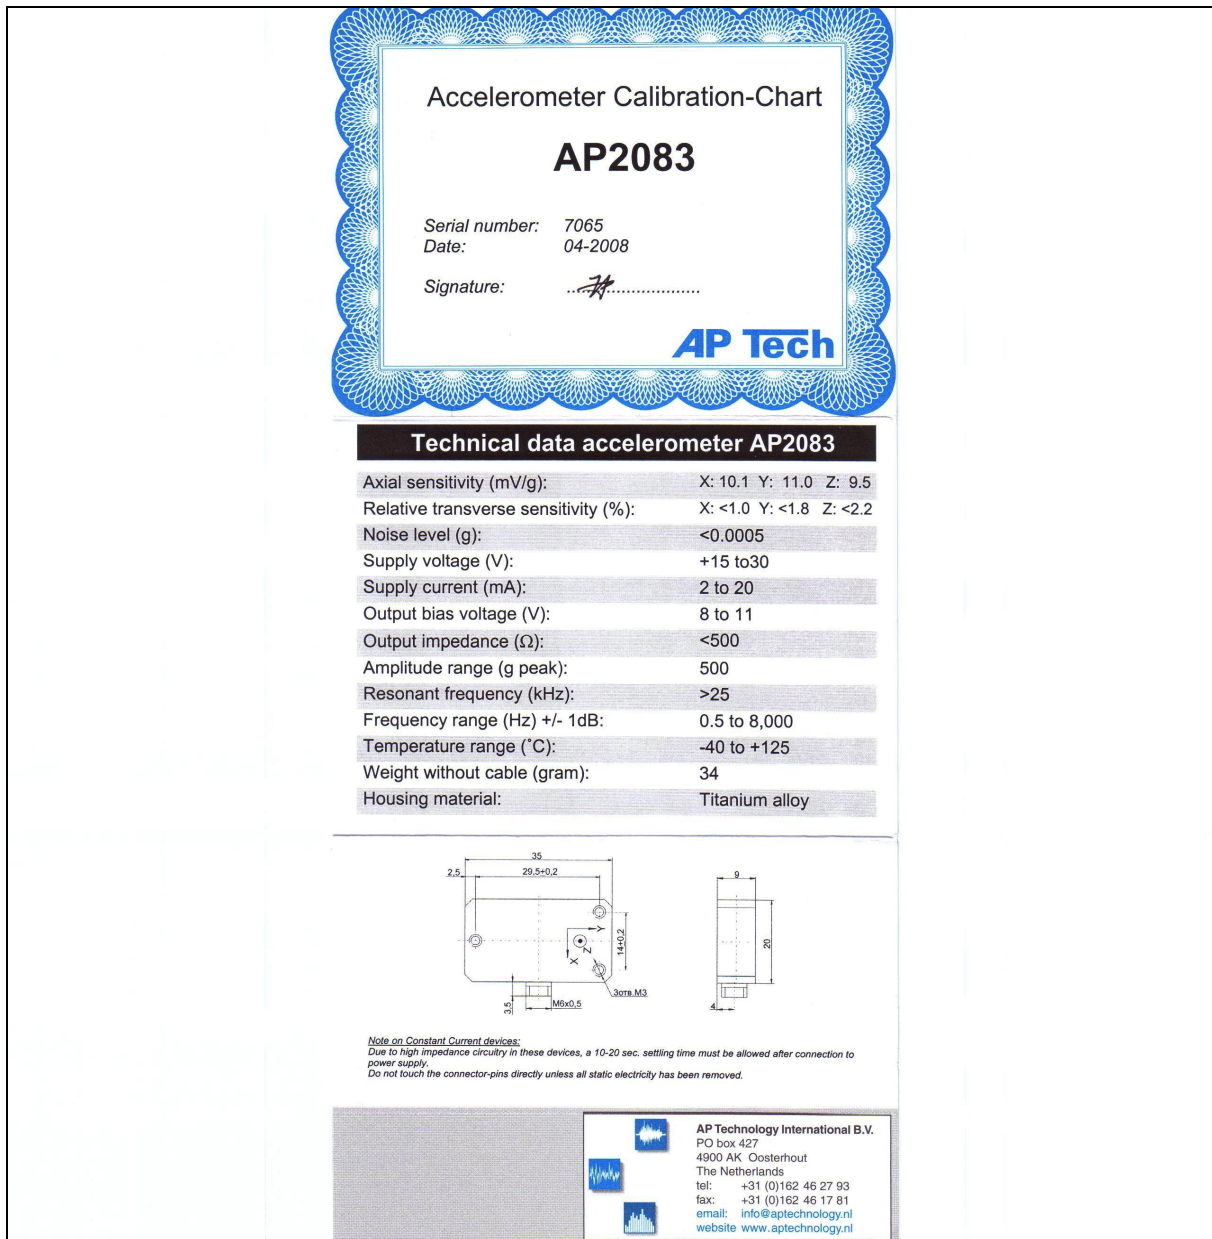 Accelerometer Calibration-Chart
AP2083
Serial number: 7065
Date: 04-2008
Signature: ..............................
AP Tech
Technical data accelerometer AP2083
Axial sensitivity (mV/g): X: 10.1 Y: 11.0 Z: 9.5
Relative transverse sensitivity (%): X: <1.0 Y: <1.8 Z: <2.2
Noise level (g): <0.0005
Supply voltage (V): +15 to30
Supply current (mA): 2 to 20
Output bias voltage (V): 8 to 11
Output impedance (Ω): <500
Amplitude range (g peak): 500
Resonant frequency (kHz): >25
Frequency range (Hz) +/- 1dB: 0.5 to 8,000
Temperature range (˚C): -40 to +125
Weight without cable (gram): 34
Housing material: Titanium alloy
35
2,5 29,5±0,2
9
Y
Z
X
14±0,2
20
3отв.М3
3,5
M6x0,5
4
Note on Constant Current devices:
Due to high impedance circuitry in these devices, a 10-20 sec. settling time must be allowed after connection to
power supply.
Do not touch the connector-pins directly unless all static electricity has been removed.
AP Technology International B.V.
PO box 427
4900 AK Oosterhout
The Netherlands
tel: +31 (0)162 46 27 93
fax: +31 (0)162 46 17 81
email: info@aptechnology.nl
website www.aptechnology.nl